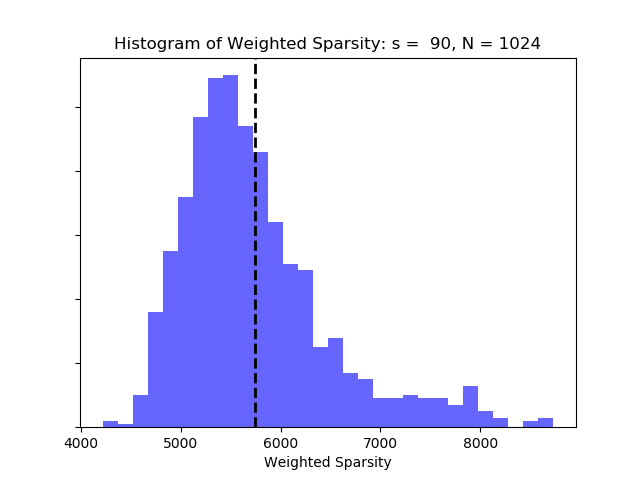 Histogram of Weighted Sparsity: s =  90, N = 1024
4000 5000 6000 7000 8000
Weighted Sparsity